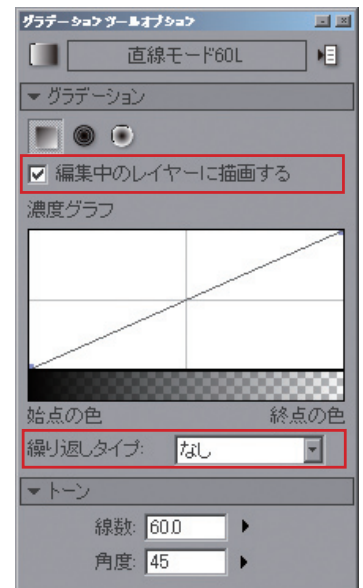 グラデーション ツールオプション
直線モード60L
グラデーション
編集中のレイヤーに描画する
濃度グラフ
始点の色 終点の色
繰り返しタイプ: なし
トーン
線数: 60.0
角度: 45